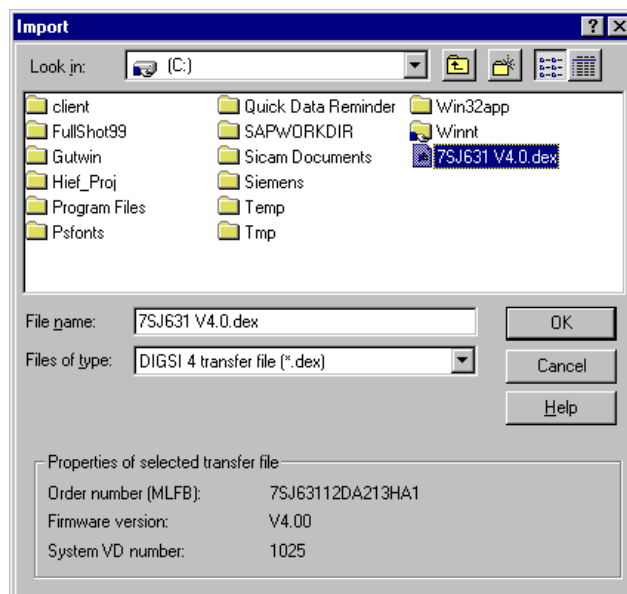 Import
Look in: (C:)
client Quick Data Reminder Win32app
FullShot99 SAPWORKDIR Winnt
Gutwin Sicam Documents 7SJ631 V4.0.dex
Hief_Proj Siemens
Program Files Temp
Psfonts Tmp
File name: 7SJ631 V4.0.dex OK
Files of type: DIGSI 4 transfer file (*.dex) Cancel
Help
Properties of selected transfer file
Order number (MLFB): 7SJ63112DA213HA1
Firmware version: V4.00
System VD number: 1025